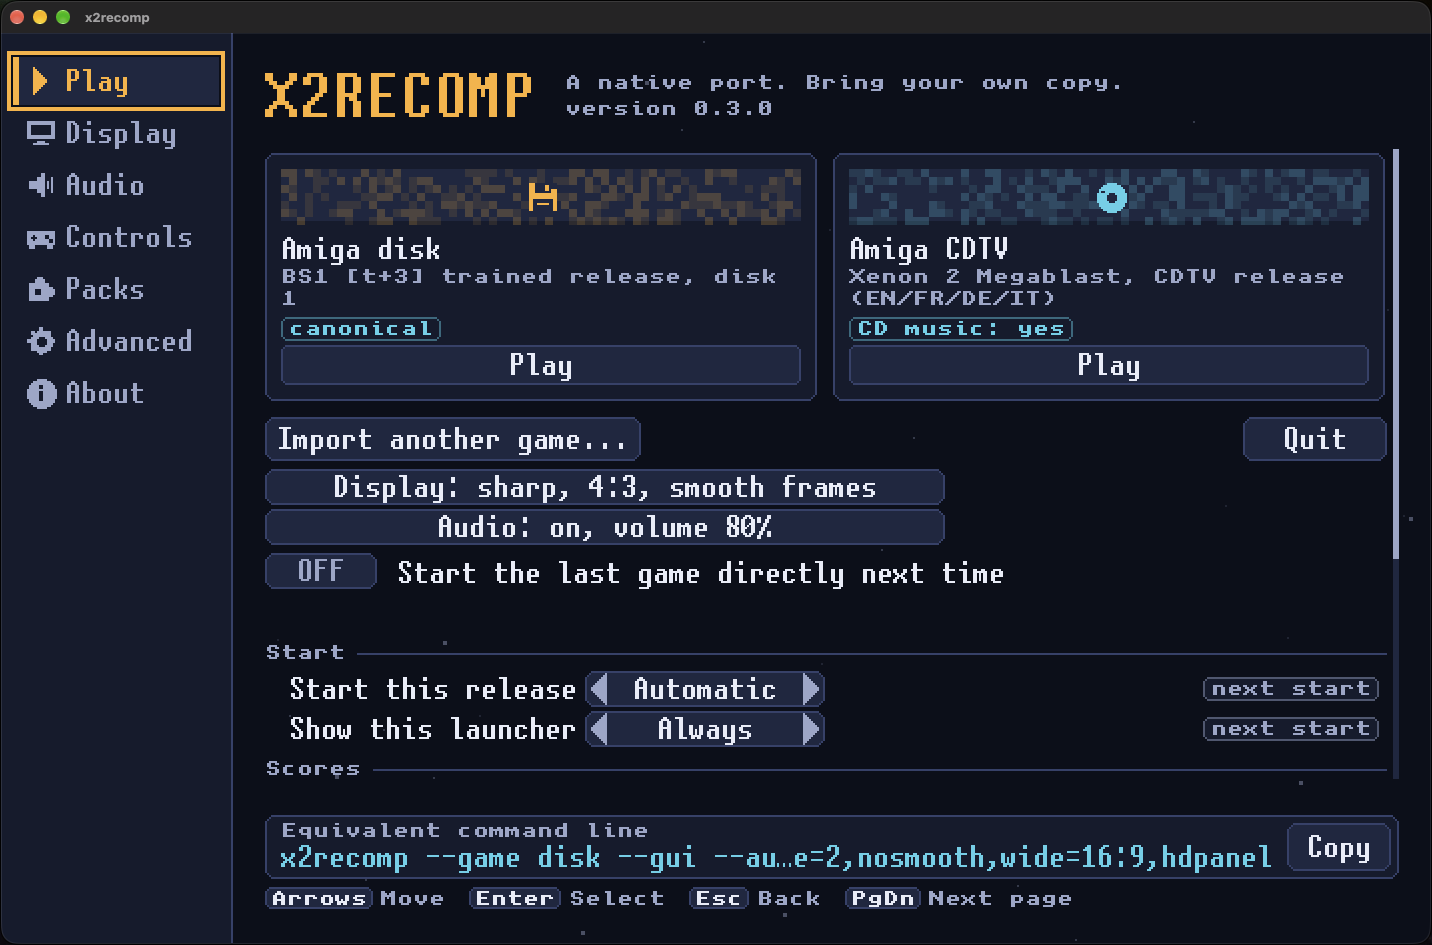 x2recomp
Play
Display
Audio
Controls
Packs
Advanced
About
X2RECOMP
A native port. Bring your own copy.
version 0.3.0
Amiga disk
BS1 [t+3] trained release, disk
1
canonical
Play
Amiga CDTV
Xenon 2 Megablast, CDTV release
(EN/FR/DE/IT)
CD music: yes
Play
Import another game...
Quit
Display: sharp, 4:3, smooth frames
Audio: on, volume 80%
OFF Start the last game directly next time
Start
Start this release Automatic next start
Show this launcher Always next start
Scores
Equivalent command line
x2recomp --game disk --gui --au…e=2,nosmooth,wide=16:9,hdpanel
Copy
Arrows Move Enter Select Esc Back PgDn Next page